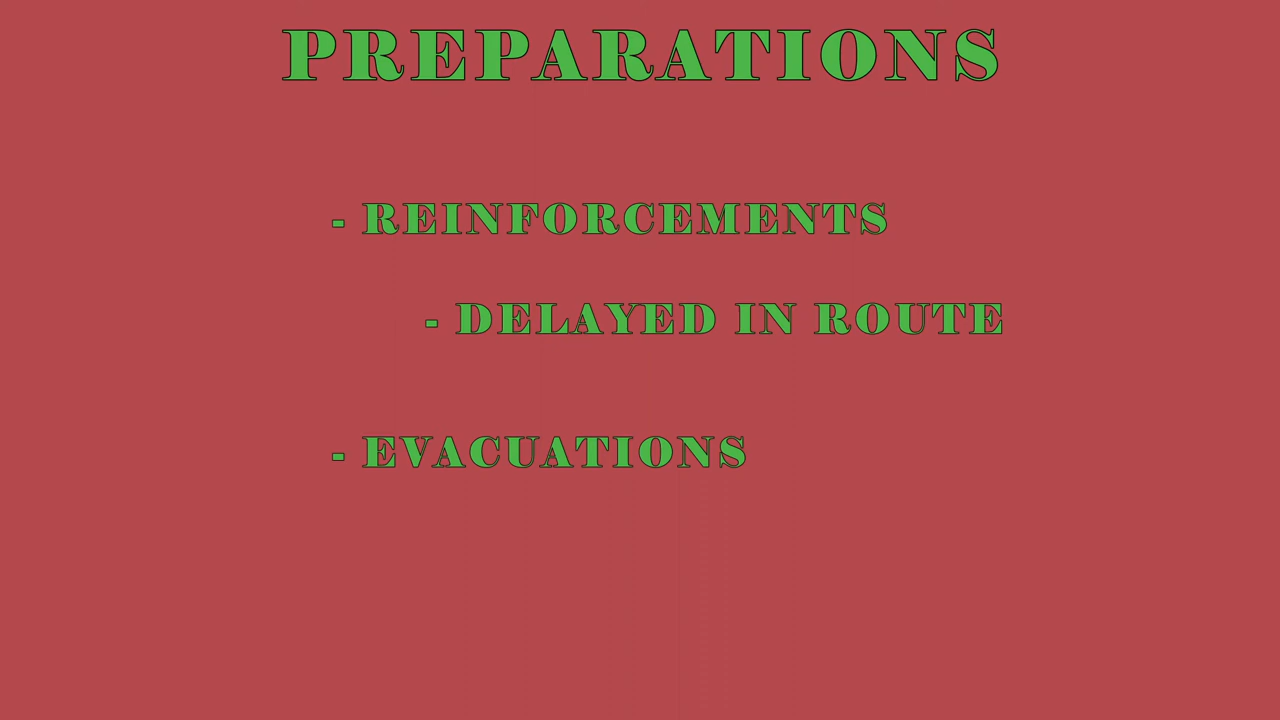 PREPARATIONS
- REINFORCEMENTS
- DELAYED IN ROUTE
- EVACUATIONS